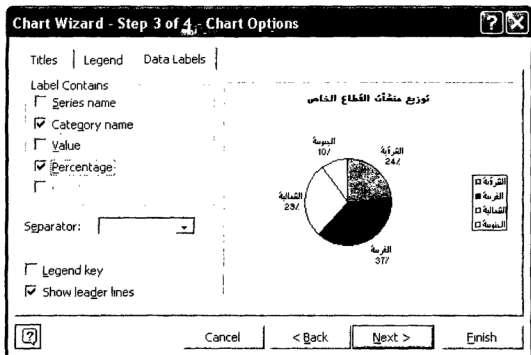 Chart Wizard - Step 3 of 4 - Chart Options
Titles
Legend
Data Labels
Label Contains
Series name
Category name
Value
Percentage
Separator:
Legend key
Show leader lines
توزيع منشآت القطاع الخاص
الجنوبية
10٪
الشرقية
24٪
الشمالية
29٪
الغربية
37٪
الشرقية
الغربية
الشمالية
الجنوبية
Cancel
< Back
Next >
Finish